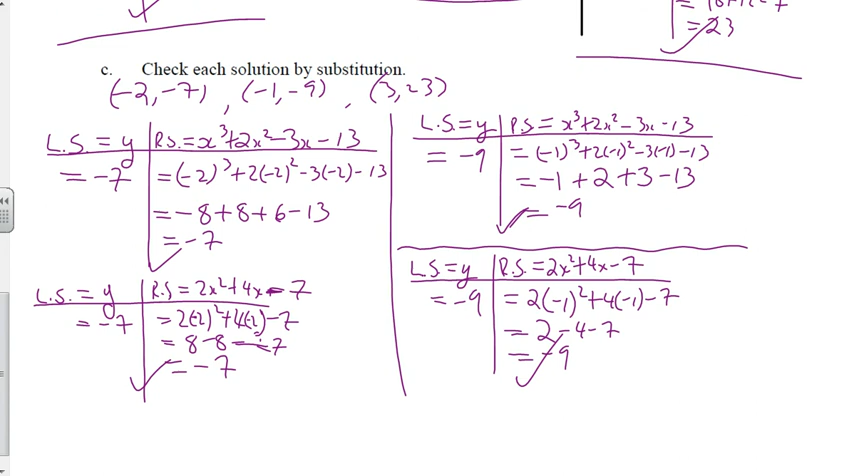 = 18+12-7
= 23
c. Check each solution by substitution.
(-2,-7), (-1,-9), (3,23)
L.S. = y R.S. = x³+2x²-3x-13
= -7 = (-2)³+2(-2)²-3(-2)-13
= -8+8+6-13
= -7
L.S. = y R.S = 2x²+4x-7
= -7 = 2(-2)²+4(-2)-7
= 8-8-7
= -7
L.S. = y R.S. = x³+2x²-3x-13
= -9 = (-1)³+2(-1)²-3(-1)-13
= -1+2+3-13
= -9
L.S. = y R.S. = 2x²+4x-7
= -9 = 2(-1)²+4(-1)-7
= 2-4-7
= -9